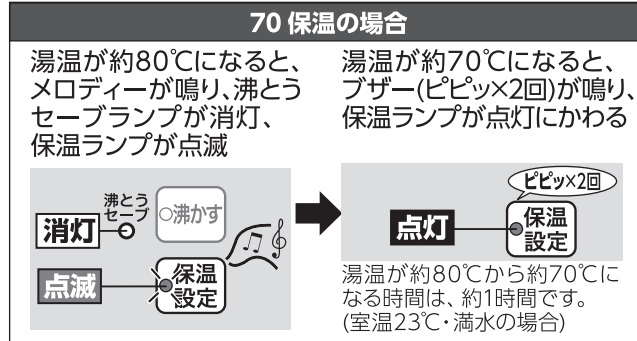 70 保温の場合
湯温が約80℃になると、
メロディーが鳴り、沸とう
セーブランプが消灯、
保温ランプが点滅
消灯
沸とう
セーブ
沸かす
点滅
保温
設定
湯温が約70℃になると、
ブザー(ピピッ×2回)が鳴り、
保温ランプが点灯にかわる
ピピッ×2回
点灯
保温
設定
湯温が約80℃から約70℃に
なる時間は、約1時間です。
(室温23℃・満水の場合)